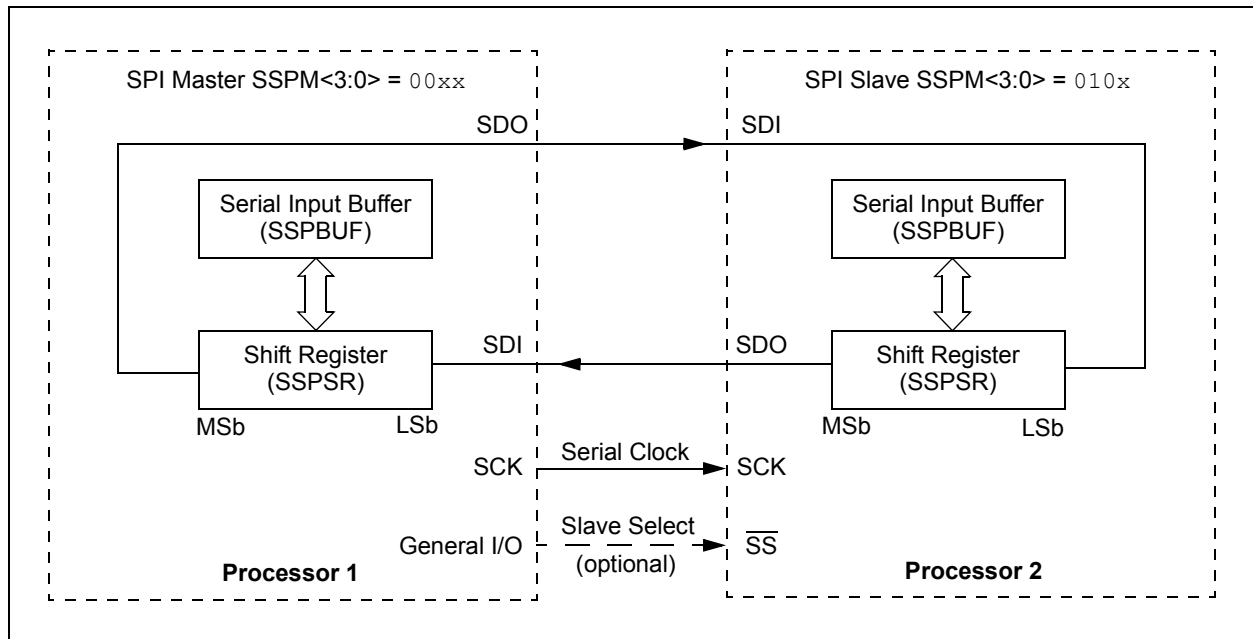 SPI Master SSPM<3:0> = 00xx
SPI Slave SSPM<3:0> = 010x
SDO
SDI
Serial Input Buffer
(SSPBUF)
Serial Input Buffer
(SSPBUF)
Shift Register
(SSPSR)
SDI
SDO
Shift Register
(SSPSR)
MSb
LSb
MSb
LSb
SCK
Serial Clock
SCK
General I/O
Slave Select
(optional)
S̅S̅
Processor 1
Processor 2